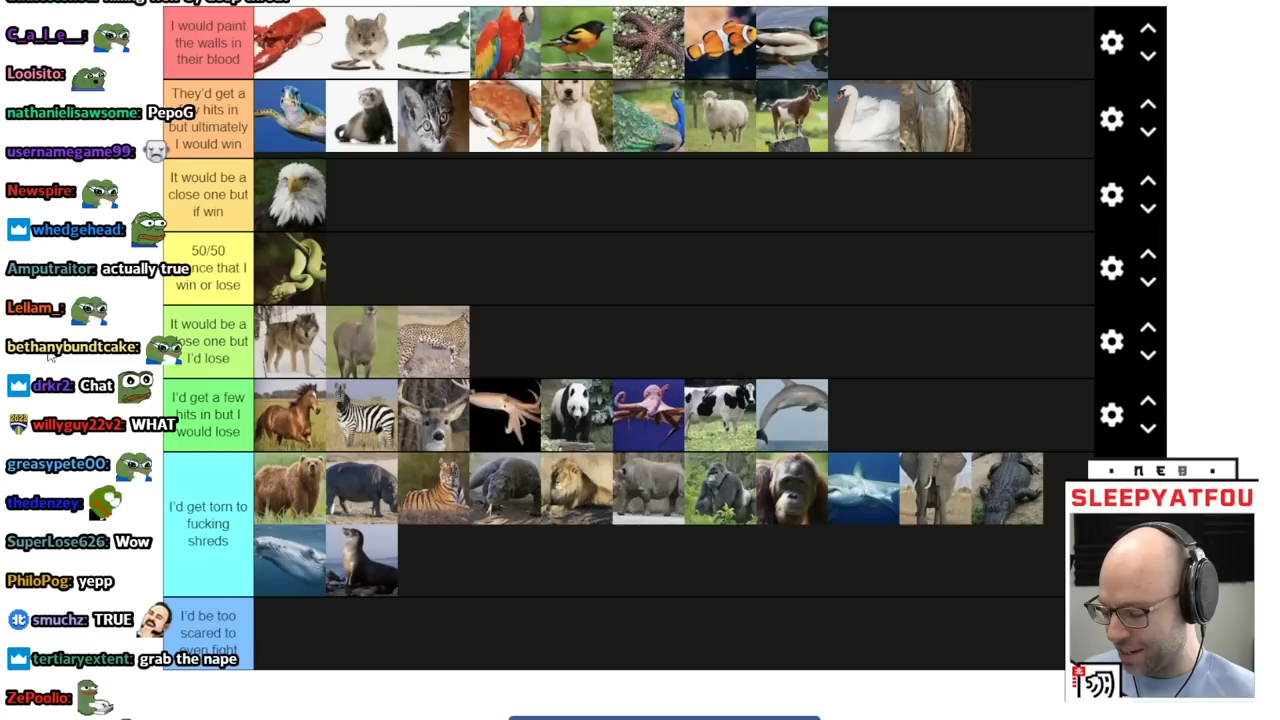 C_a_l_e__:
Looisito:
nathanielisawsome: PepoG
usernamegame99:
Newspire:
whedgehead:
Amputraitor: actually true
Lellam_:
bethanybundtcake:
drkr2: Chat
2022 willyguy22v2: WHAT
greasypete00:
thedenzey:
SuperLose626: Wow
PhiloPog: yepp
smuchz: TRUE
tertiaryextent: grab the nape
ZePoolio:
I would paint
the walls in
their blood
They'd get a
hits in
but ultimately
I would win
It would be a
close one but
if win
50/50
that I
win or lose
It would be a
one but
I'd lose
I'd get a few
hits in but I
would lose
I'd get torn to
fucking
shreds
I'd be too
scared to
even fight
SLEEPYATFOU